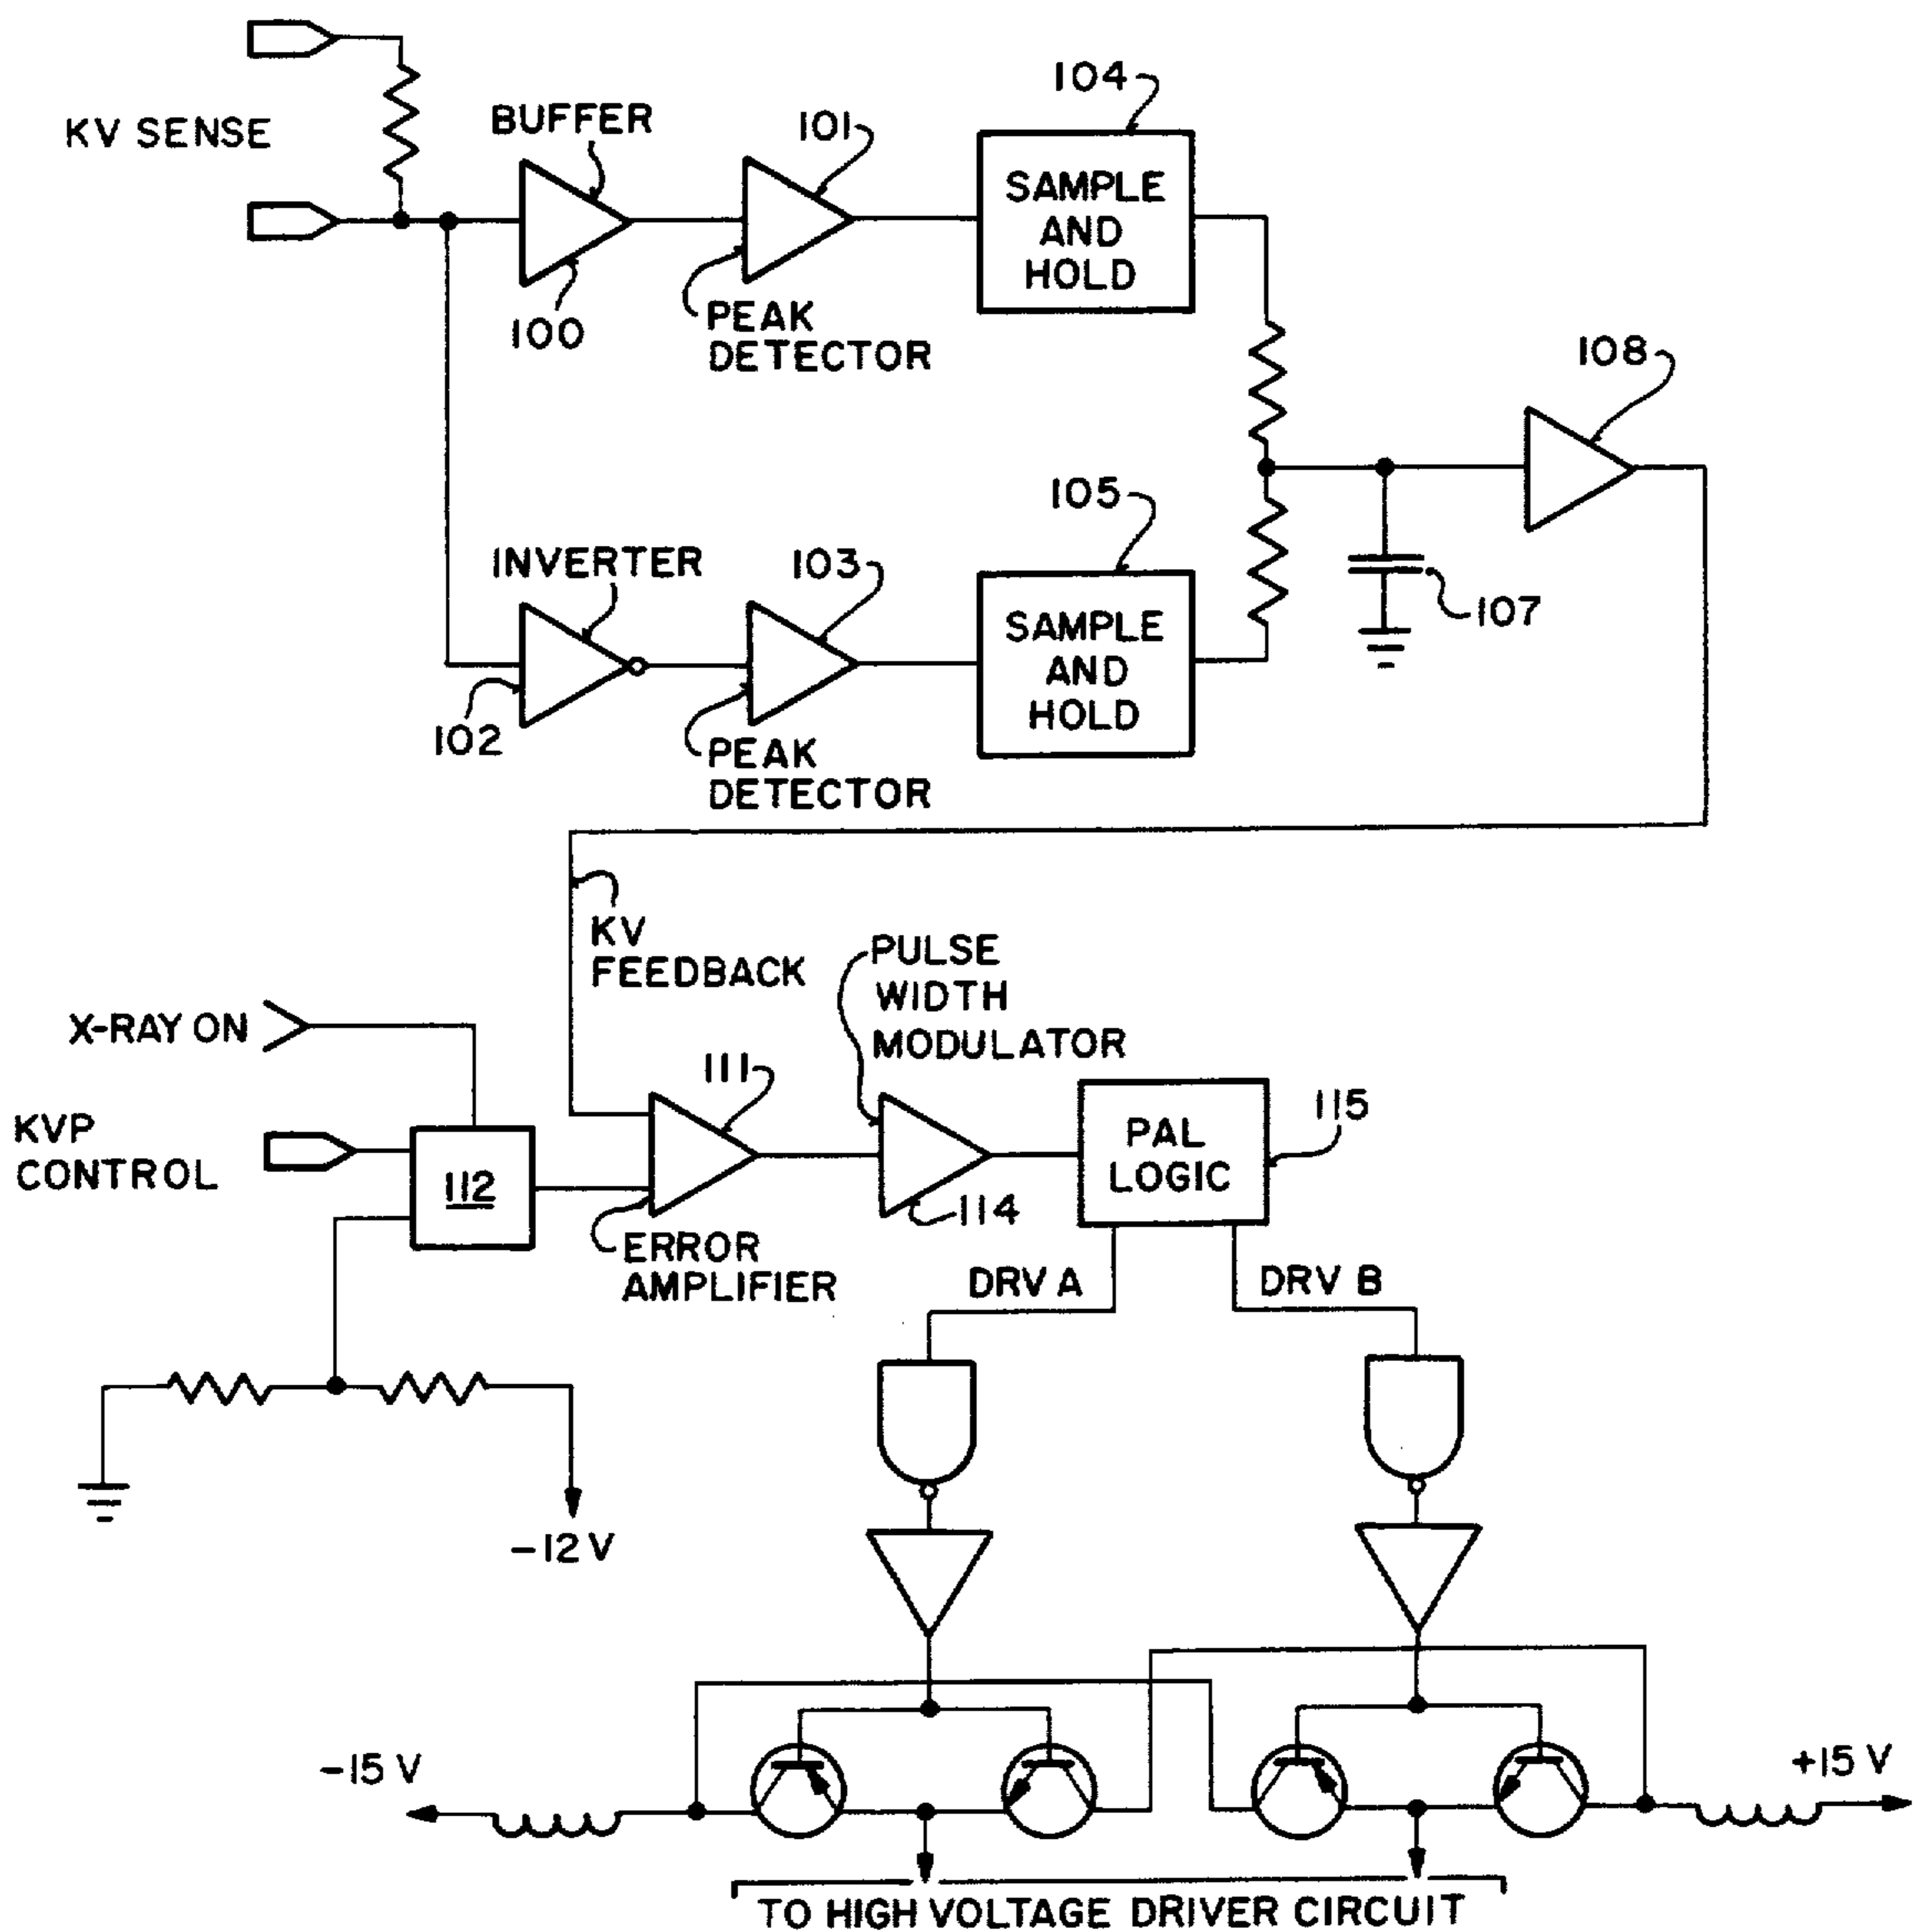 104
KV SENSE
BUFFER
101
SAMPLE
AND
HOLD
100
PEAK
DETECTOR
108
105
INVERTER
103
SAMPLE
AND
HOLD
107
102
PEAK
DETECTOR
KV
FEEDBACK
PULSE
WIDTH
MODULATOR
X-RAY ON
111
KVP
CONTROL
112
PAL
LOGIC
115
114
ERROR
AMPLIFIER
DRV A
DRV B
-12 V
-15 V
+15 V
TO HIGH VOLTAGE DRIVER CIRCUIT